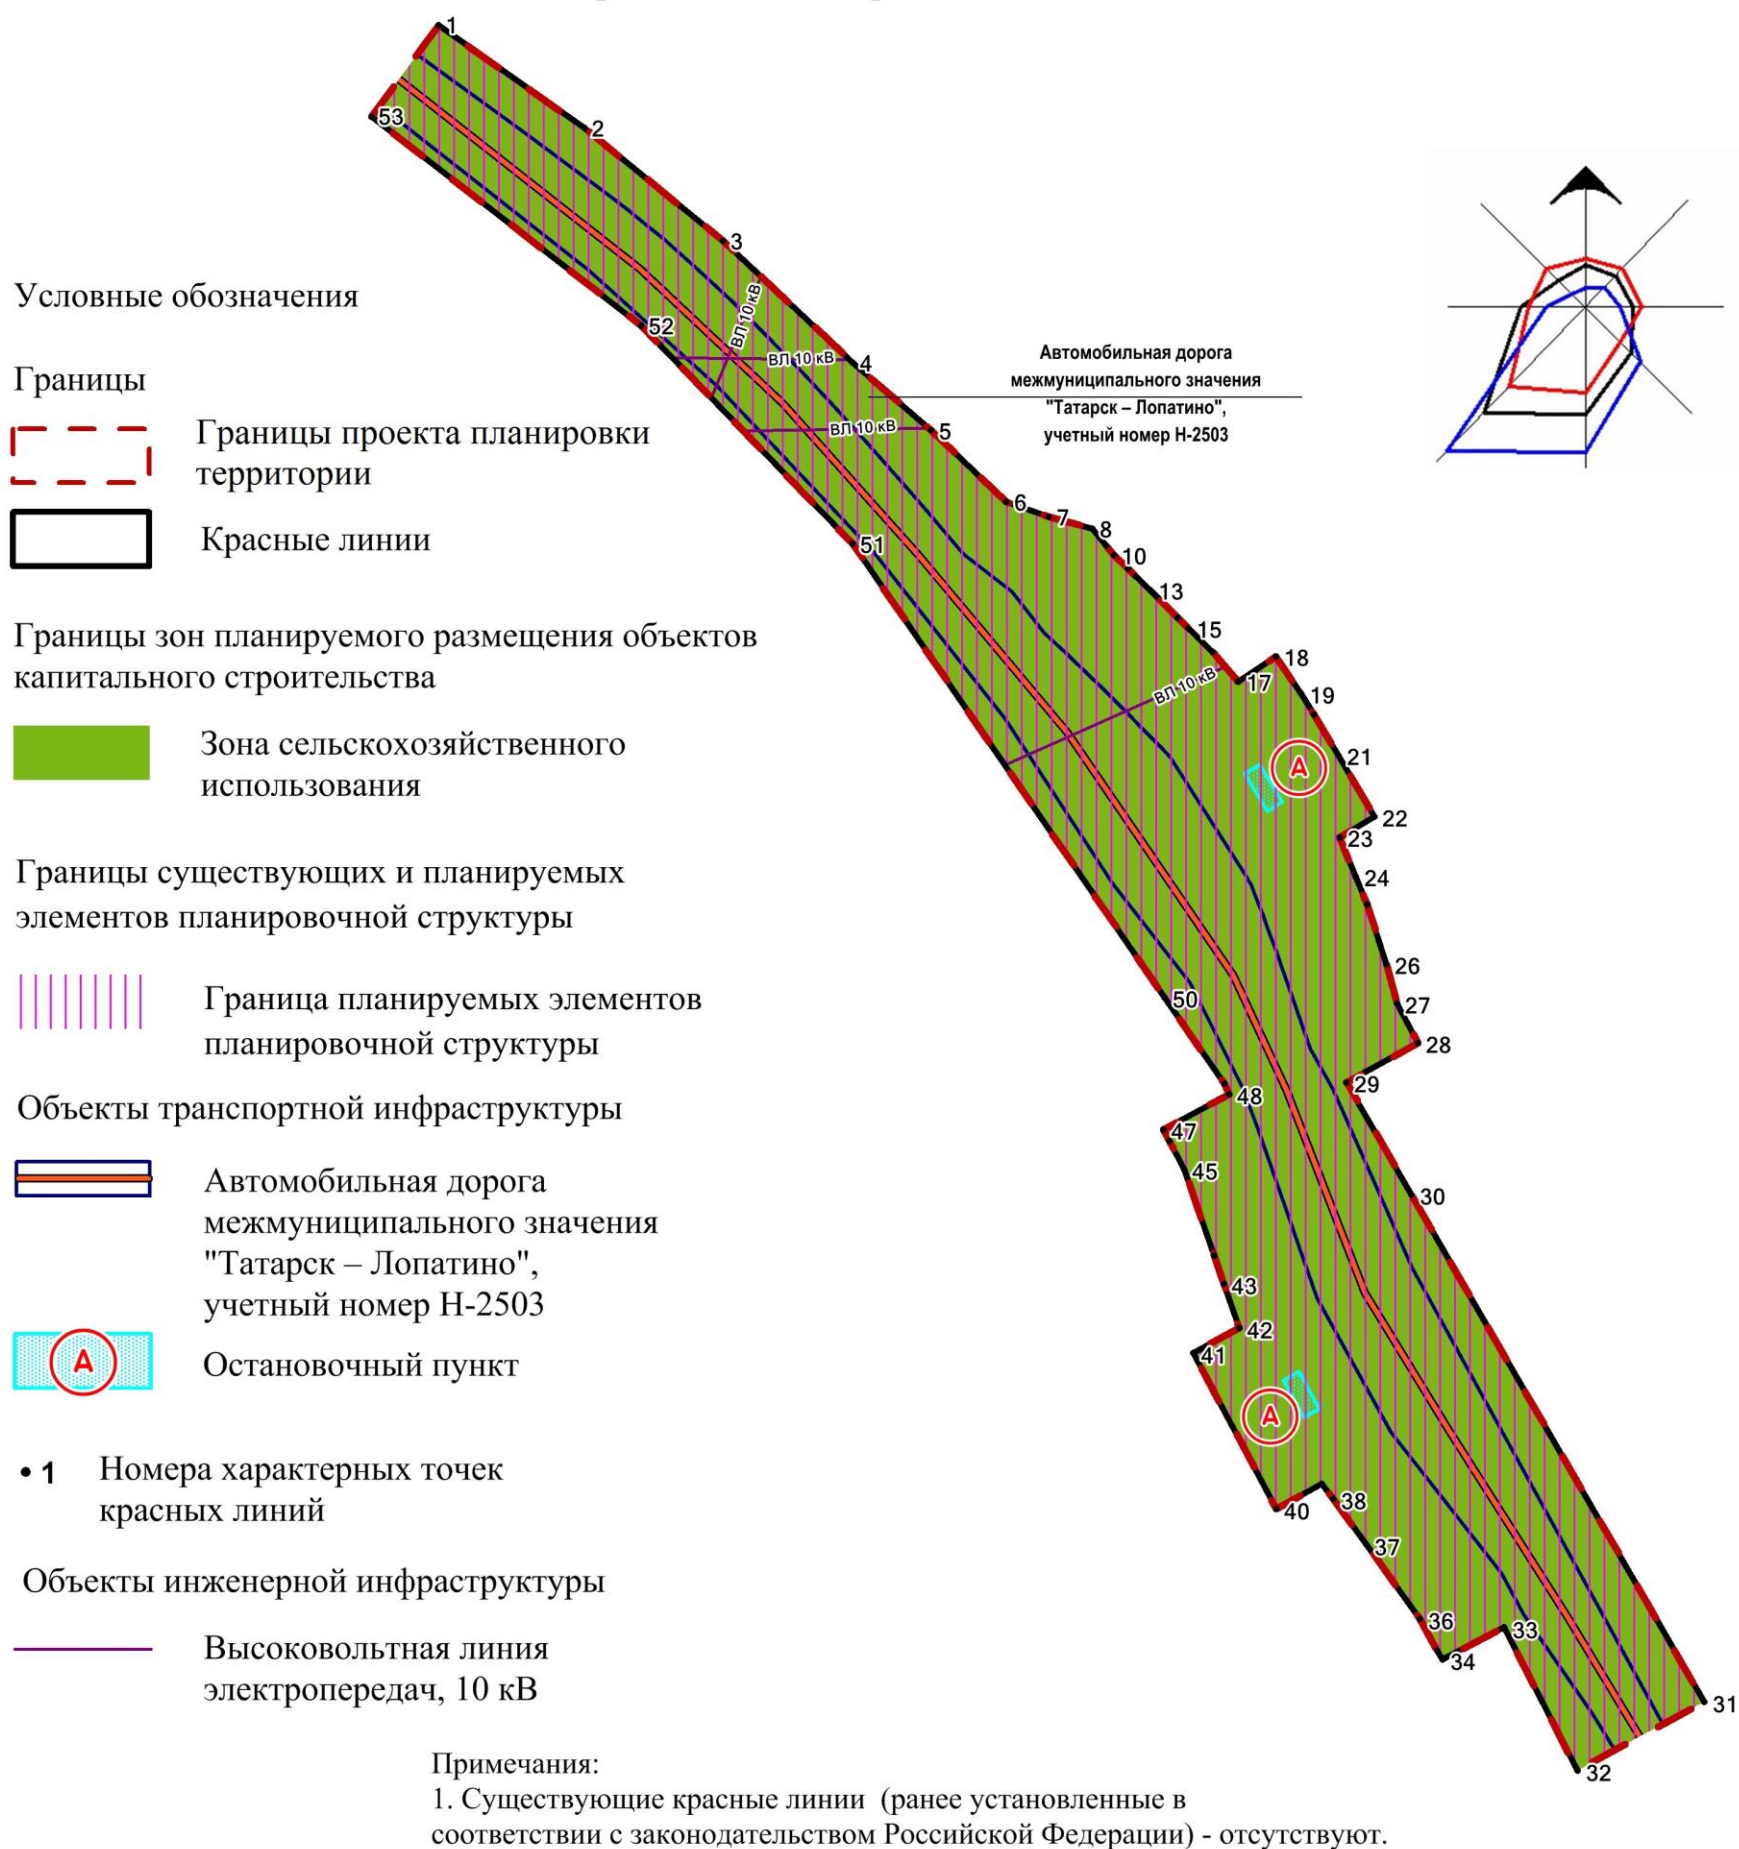 Условные обозначения
Границы
Границы проекта планировки
территории
Красные линии
Границы зон планируемого размещения объектов
капитального строительства
Зона сельскохозяйственного
использования
Границы существующих и планируемых
элементов планировочной структуры
Граница планируемых элементов
планировочной структуры
Объекты транспортной инфраструктуры
Автомобильная дорога
межмуниципального значения
"Татарск – Лопатино",
учетный номер Н-2503
А
Остановочный пункт
• 1
Номера характерных точек
красных линий
Объекты инженерной инфраструктуры
Высоковольтная линия
электропередач, 10 кВ
1
53
2
3
52
ВЛ 10 кВ
ВЛ 10 кВ
4
Автомобильная дорога
межмуниципального значения
"Татарск – Лопатино",
учетный номер Н-2503
ВЛ 10 кВ
5
6
7
8
51
10
13
15
18
17
ВЛ 10 кВ
19
21
А
22
23
24
26
50
27
28
29
48
47
45
30
43
42
41
А
38
40
37
36
33
34
31
32
Примечания:
1. Существующие красные линии (ранее установленные в
соответствии с законодательством Российской Федерации) - отсутствуют.